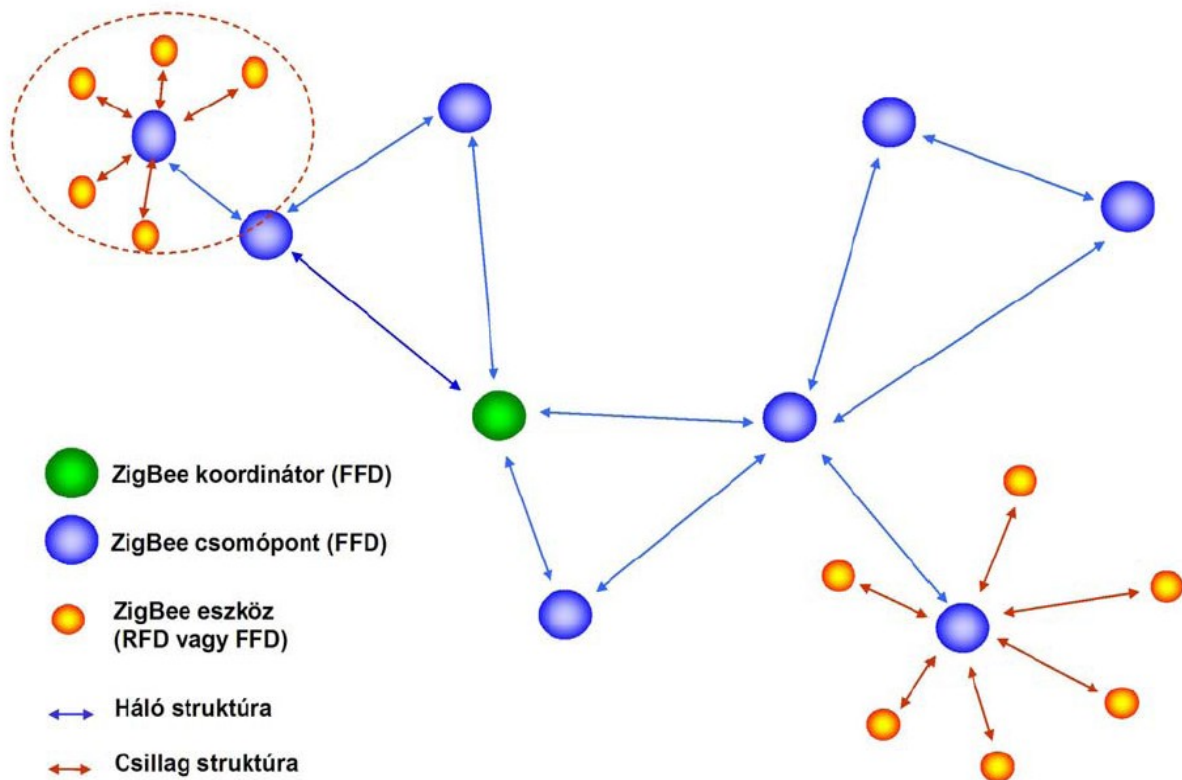 ZigBee koordinátor (FFD)
ZigBee csomópont (FFD)
ZigBee eszköz
(RFD vagy FFD)
Háló struktúra
Csillag struktúra